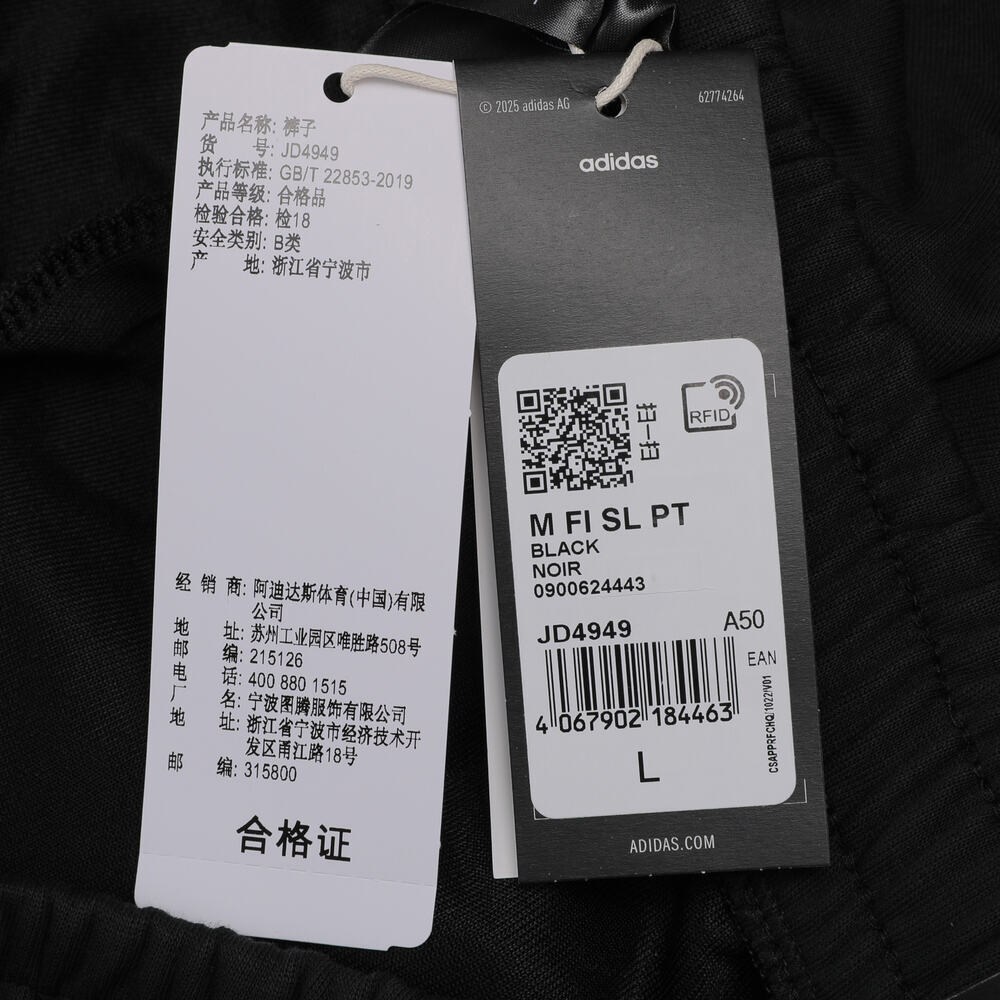 产品名称: 裤子
货 号: JD4949
执行标准: GB/T 22853-2019
产品等级: 合格品
检验合格: 检18
安全类别: B类
产 地: 浙江省宁波市
经 销 商: 阿迪达斯体育(中国)有限
公司
地 址: 苏州工业园区唯胜路508号
邮 编: 215126
电 话: 400 880 1515
厂 名: 宁波图腾服饰有限公司
地 址: 浙江省宁波市经济技术开
发区甬江路18号
邮 编: 315800
合格证
© 2025 adidas AG
62774264
adidas
扫一扫
RFID
M FI SL PT
BLACK
NOIR
0900624443
JD4949
A50
EAN
4 067902 184463
CSAPPRFCHQ/1022/V01
L
ADIDAS.COM